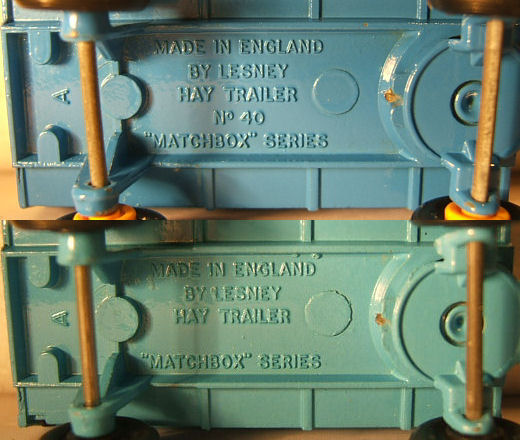 MADE IN ENGLAND
BY LESNEY
A
HAY TRAILER
Nº 40
"MATCHBOX" SERIES
MADE IN ENGLAND
BY LESNEY
A
HAY TRAILER
"MATCHBOX" SERIES